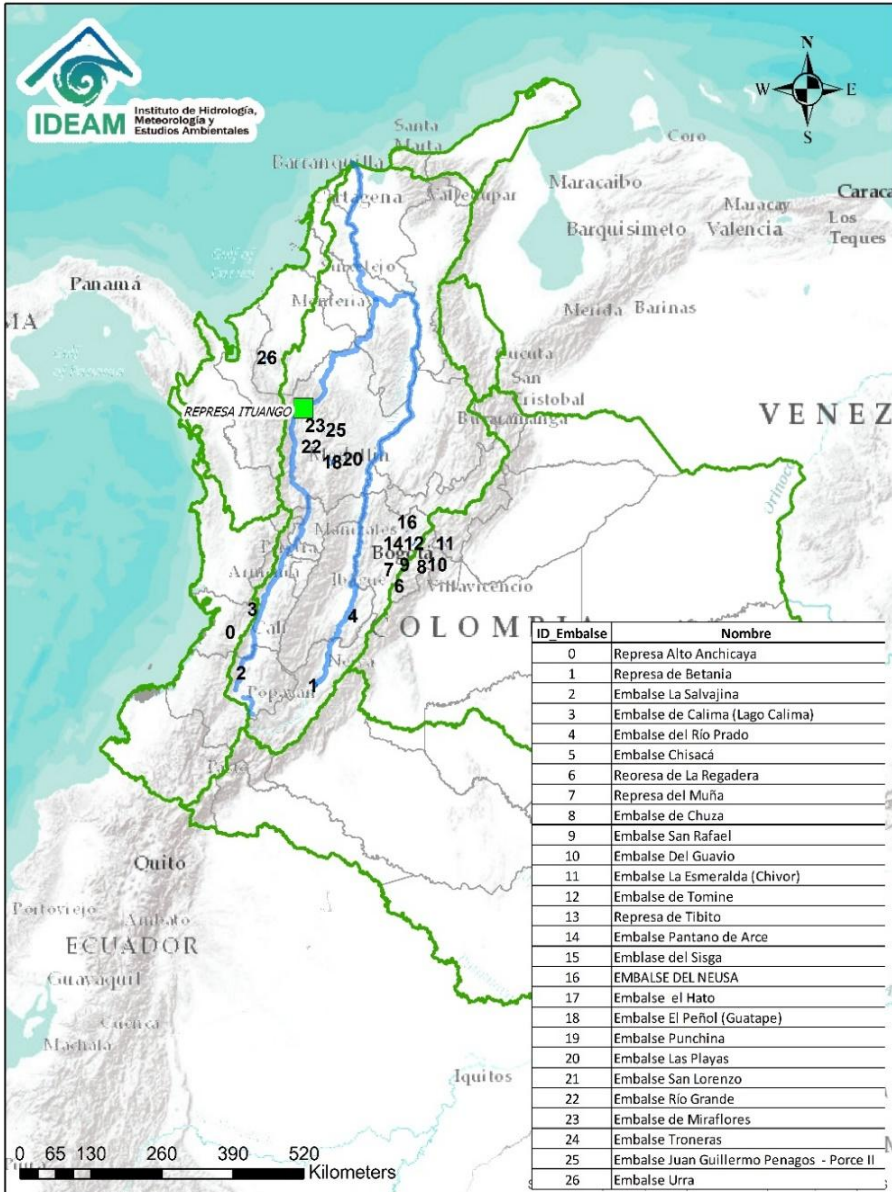 IDEAM
Instituto de Hidrología,
Meteorología y
Estudios Ambientales
N
W
E
S
Santa
Marta
Barranquilla
Coro
Maracaibo
Caraca
Maracay
Barquisimeto
Valencia
Los
Teques
Panamá
MA
Merida
Barinas
Cucuta
San
Cristobal
VENEZ
Orinoco
26
REPRESA ITUANGO
23
25
22
18
20
Manizales
16
14
12
11
Bogotá
7
9
8
10
6
Villavicencio
3
4
0
Cali
COLOMBIA
2
1
Popayan
Quito
Portoviejo
Ambato
ECUADOR
Guayaquil
Cuenca
Machala
Iquitos
ID_Embalse Nombre
0 Represa Alto Anchicaya
1 Represa de Betania
2 Embalse La Salvajina
3 Embalse de Calima (Lago Calima)
4 Embalse del Río Prado
5 Embalse Chisacá
6 Reoresa de La Regadera
7 Represa del Muña
8 Embalse de Chuza
9 Embalse San Rafael
10 Embalse Del Guavio
11 Embalse La Esmeralda (Chivor)
12 Embalse de Tomine
13 Represa de Tibito
14 Embalse Pantano de Arce
15 Emblase del Sisga
16 EMBALSE DEL NEUSA
17 Embalse el Hato
18 Embalse El Peñol (Guatape)
19 Embalse Punchina
20 Embalse Las Playas
21 Embalse San Lorenzo
22 Embalse Río Grande
23 Embalse de Miraflores
24 Embalse Troneras
25 Embalse Juan Guillermo Penagos - Porce II
26 Embalse Urra
0 65 130 260 390 520
Kilometers